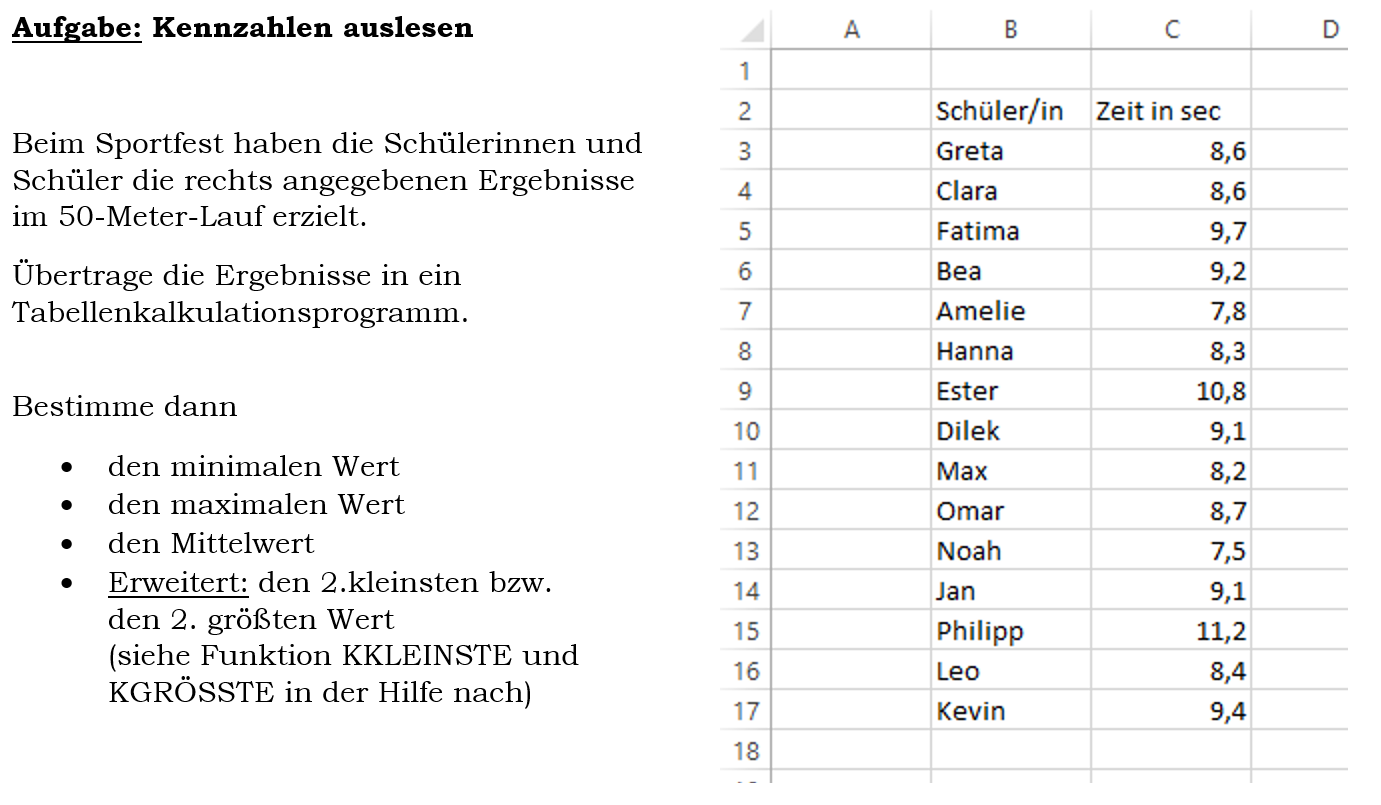 Aufgabe: Kennzahlen auslesen
Beim Sportfest haben die Schülerinnen und
Schüler die rechts angegebenen Ergebnisse
im 50-Meter-Lauf erzielt.
Übertrage die Ergebnisse in ein
Tabellenkalkulationsprogramm.
Bestimme dann
• den minimalen Wert
• den maximalen Wert
• den Mittelwert
• Erweitert: den 2.kleinsten bzw.
den 2. größten Wert
(siehe Funktion KKLEINSTE und
KGRÖSSTE in der Hilfe nach)
A B C D
1
2 Schüler/in Zeit in sec
3 Greta 8,6
4 Clara 8,6
5 Fatima 9,7
6 Bea 9,2
7 Amelie 7,8
8 Hanna 8,3
9 Ester 10,8
10 Dilek 9,1
11 Max 8,2
12 Omar 8,7
13 Noah 7,5
14 Jan 9,1
15 Philipp 11,2
16 Leo 8,4
17 Kevin 9,4
18